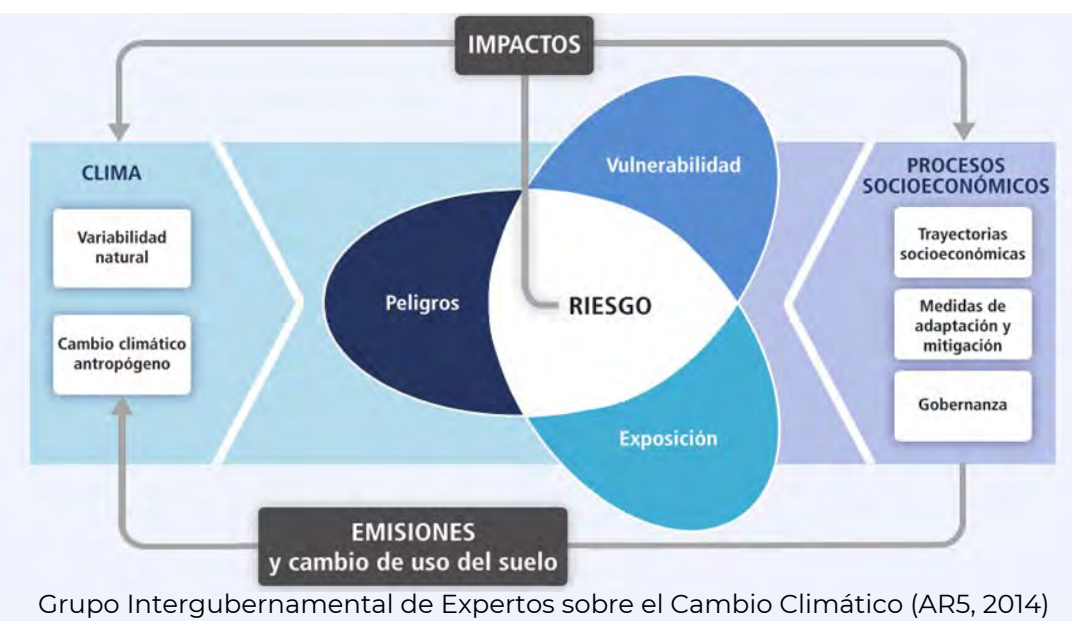 IMPACTOS
CLIMA
Variabilidad
natural
Cambio climático
antropógeno
Vulnerabilidad
Peligros
RIESGO
Exposición
PROCESOS
SOCIOECONÓMICOS
Trayectorias
socioeconómicas
Medidas de
adaptación y
mitigación
Gobernanza
EMISIONES
y cambio de uso del suelo
Grupo Intergubernamental de Expertos sobre el Cambio Climático (AR5, 2014)